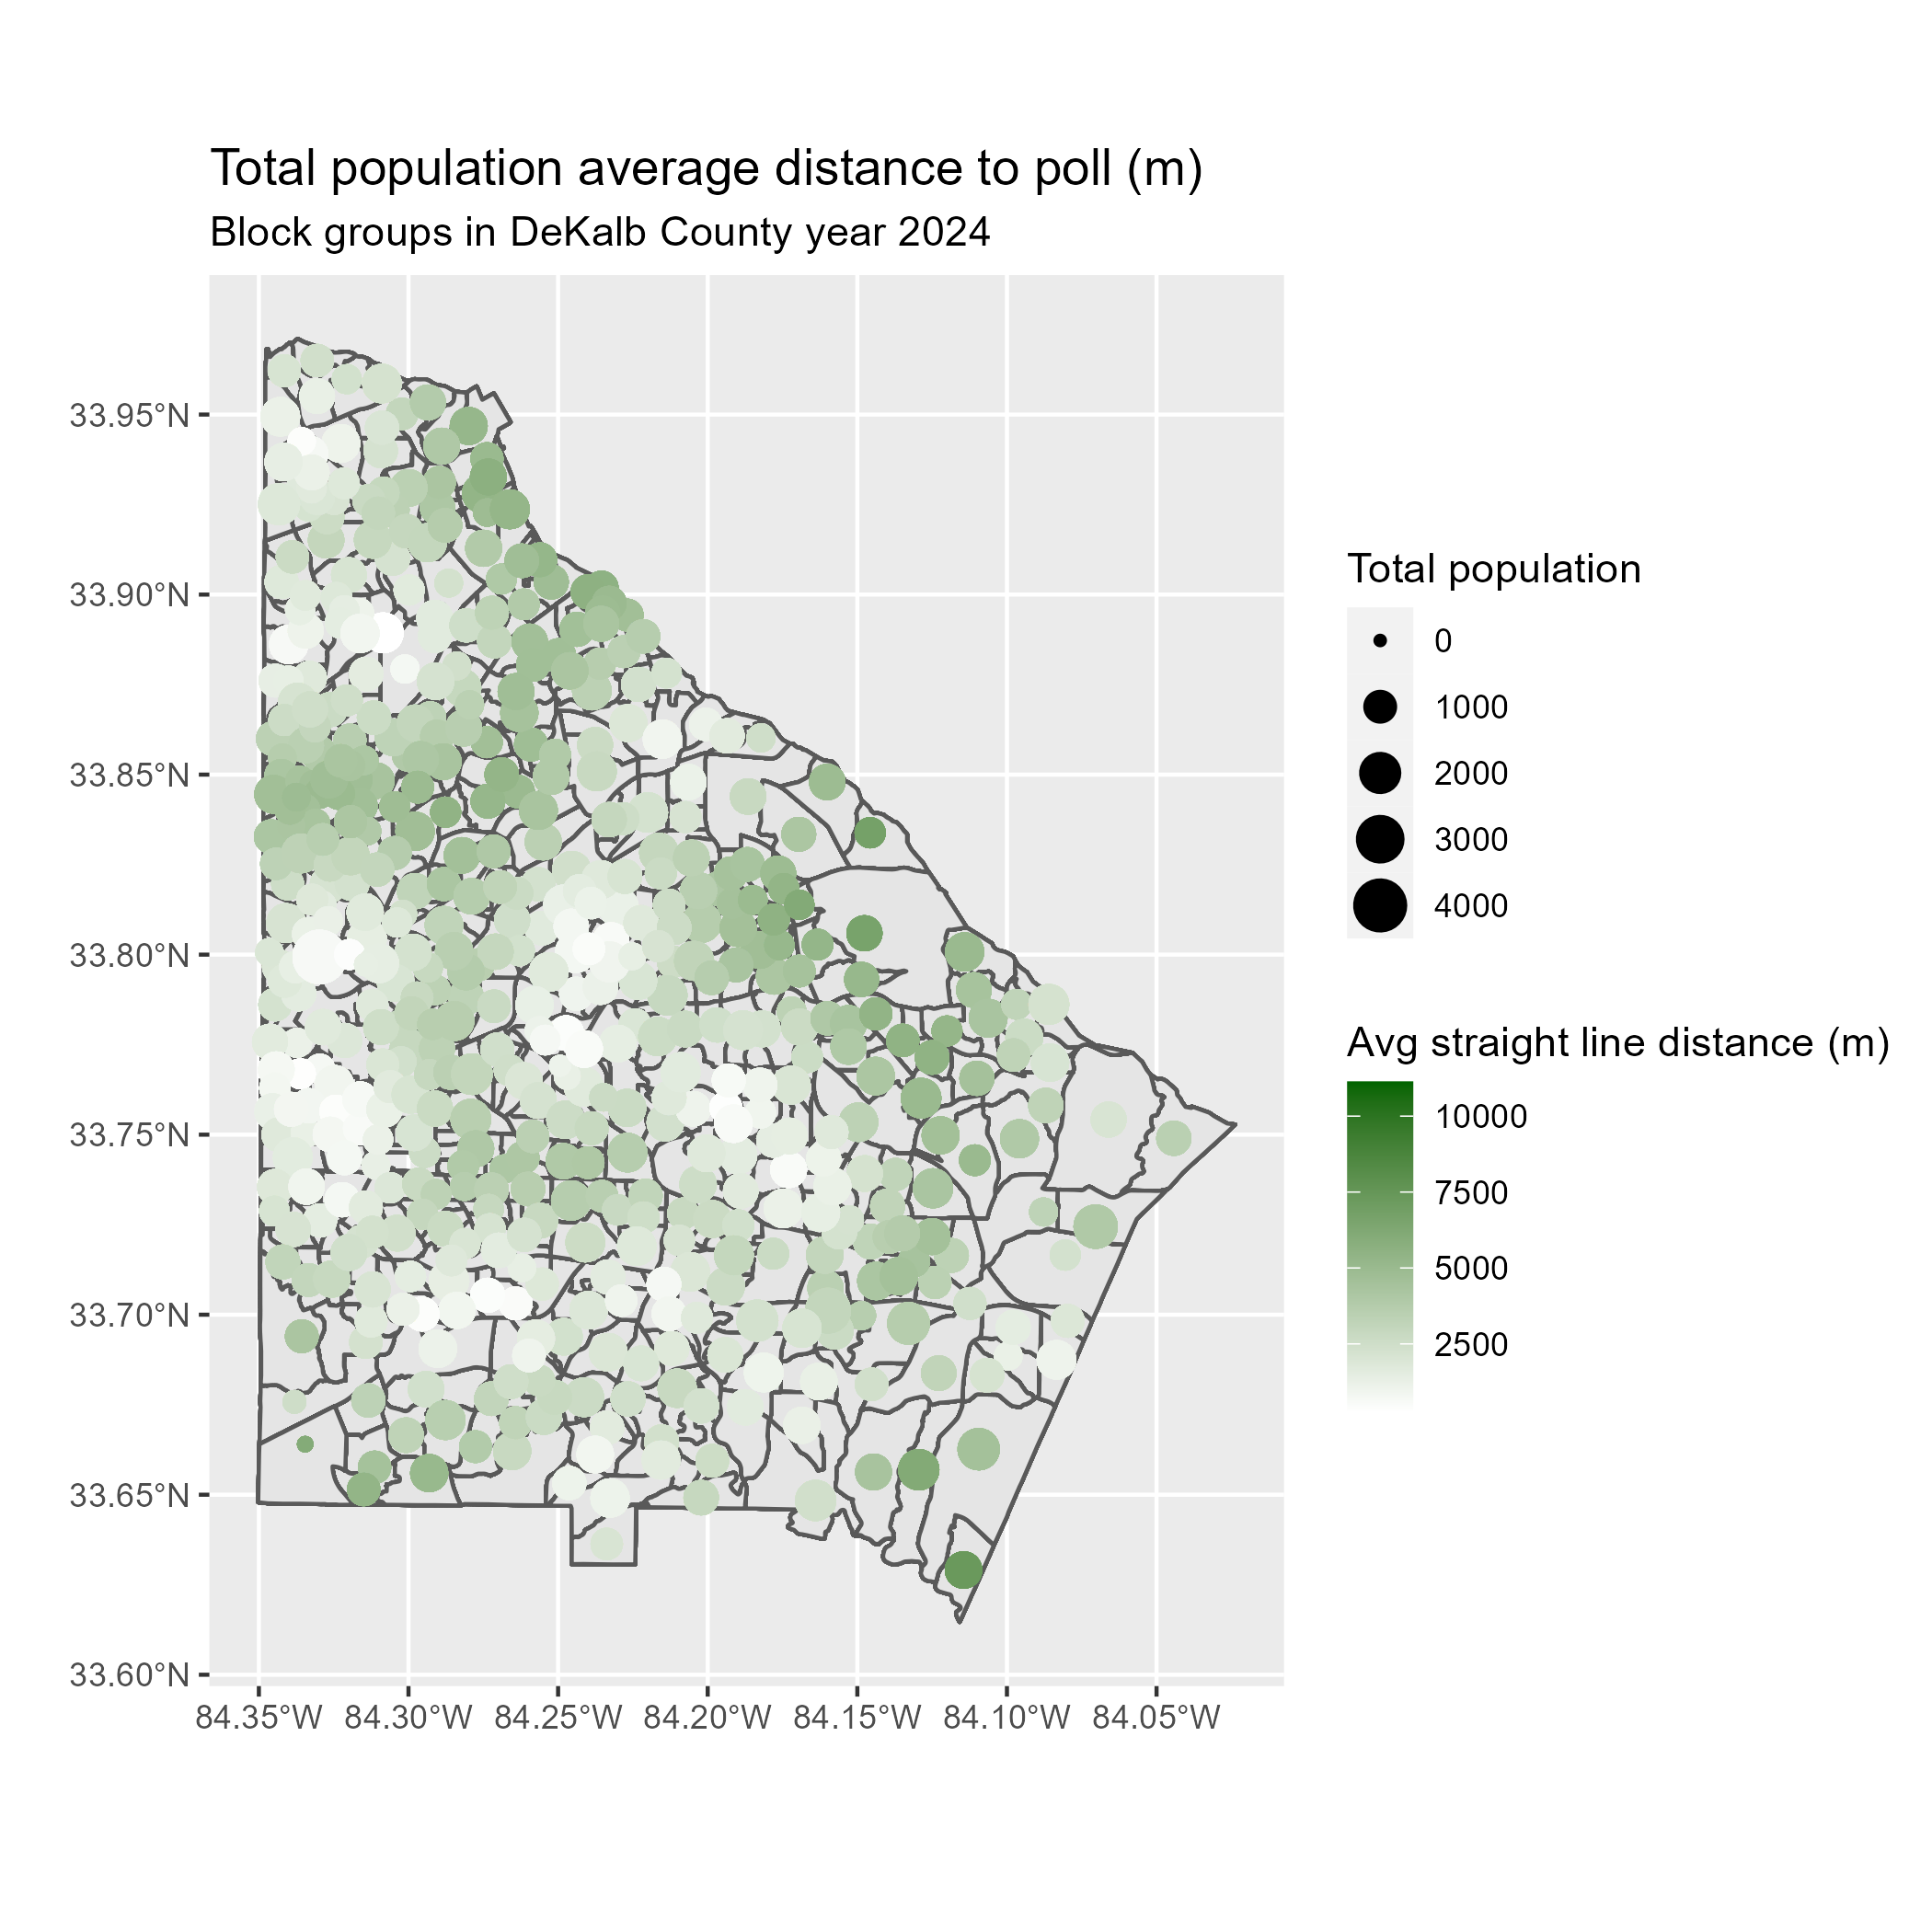 Total population average distance to poll (m)
Block groups in DeKalb County year 2024
33.95°N
33.90°N
33.85°N
33.80°N
33.75°N
33.70°N
33.65°N
33.60°N
84.35°W 84.30°W 84.25°W 84.20°W 84.15°W 84.10°W 84.05°W
Total population
0
1000
2000
3000
4000
Avg straight line distance (m)
10000
7500
5000
2500